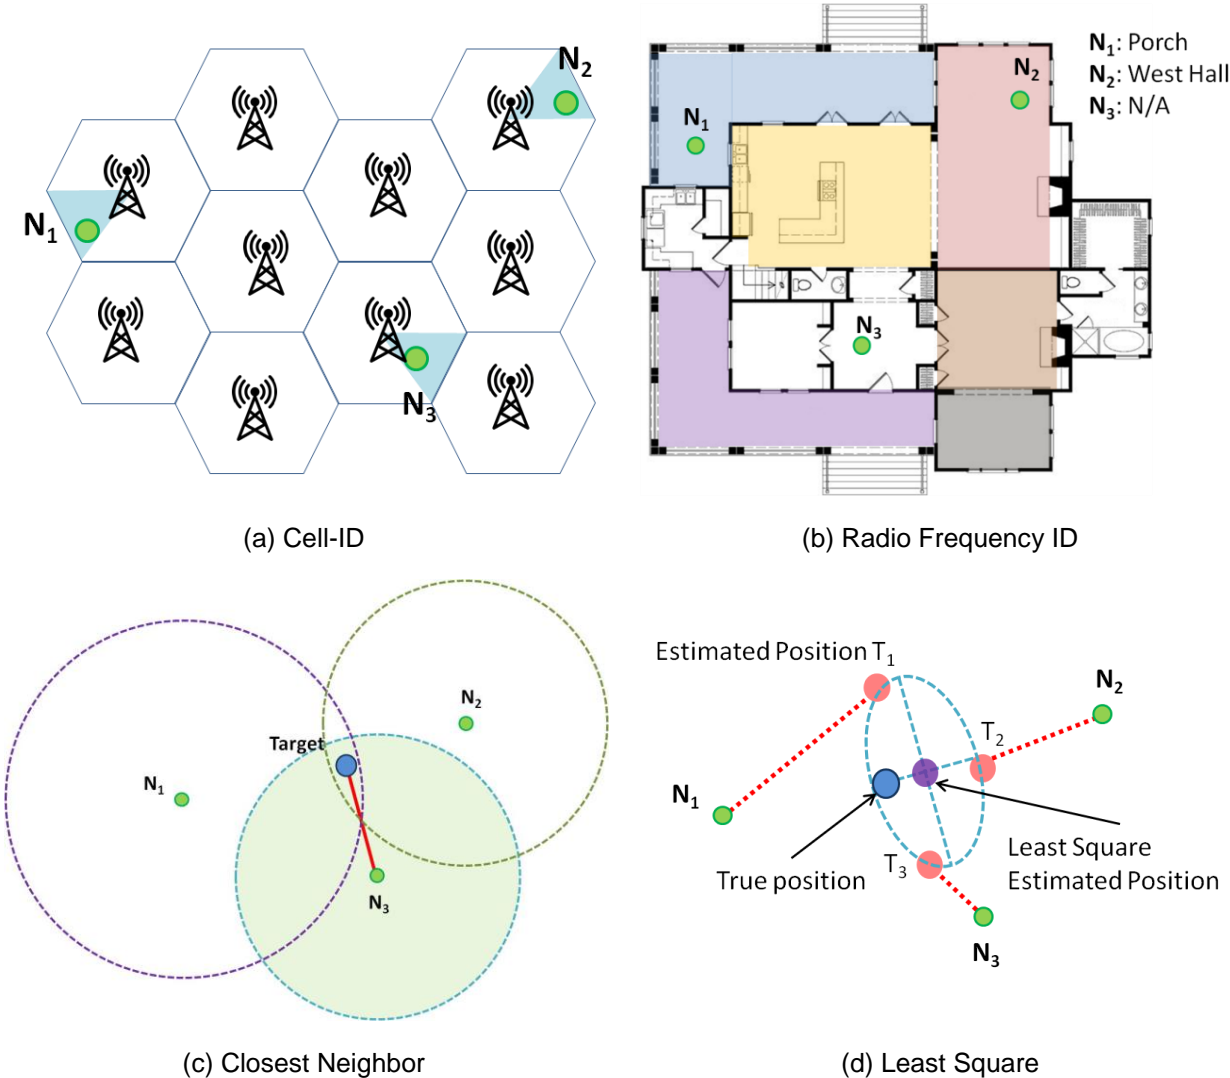 N₂
N₁
N₃
(a) Cell-ID
N₁: Porch
N₂: West Hall
N₃: N/A
N₂
N₁
N₃
(b) Radio Frequency ID
N₂
Target
N₁
N₃
(c) Closest Neighbor
Estimated Position T₁
N₂
T₂
N₁
T₃
Least Square
Estimated Position
True position
N₃
(d) Least Square